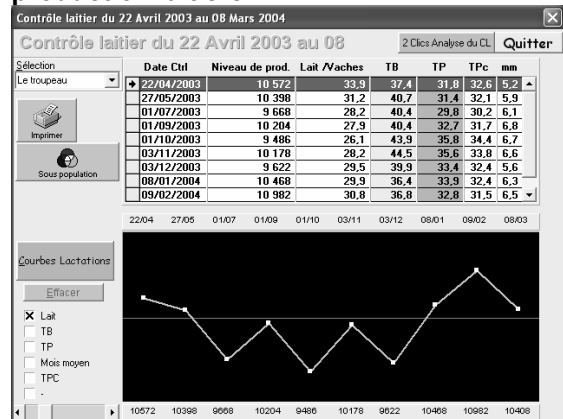 Contrôle laitier du 22 Avril 2003 au 08 Mars 2004
Contrôle laitier du 22 Avril 2003 au 08
2 Clics Analyse du CL
Quitter
Sélection
Le troupeau
Imprimer
Sous population
Date Ctrl Niveau de prod. Lait /Vaches TB TP TPc mm
22/04/2003 10 572 33,9 37,4 31,8 32,6 5,2
27/05/2003 10 398 31,2 40,7 31,4 32,1 5,9
01/07/2003 9 668 28,2 40,4 29,8 30,2 6,1
01/09/2003 10 204 27,9 40,4 32,7 31,7 6,8
01/10/2003 9 486 26,1 43,9 35,8 34,4 6,7
03/11/2003 10 178 28,2 44,5 35,6 33,8 6,6
03/12/2003 9 622 29,5 39,9 33,4 32,4 5,6
08/01/2004 10 468 29,9 36,4 33,9 32,4 6,3
09/02/2004 10 982 30,8 36,8 32,8 31,5 6,5
22/04 27/05 01/07 01/09 01/10 03/11 03/12 08/01 09/02 08/03
Courbes Lactations
Effacer
Lait
TB
TP
Mois moyen
TPC
-
10572 10398 9668 10204 9486 10178 9622 10468 10982 10408